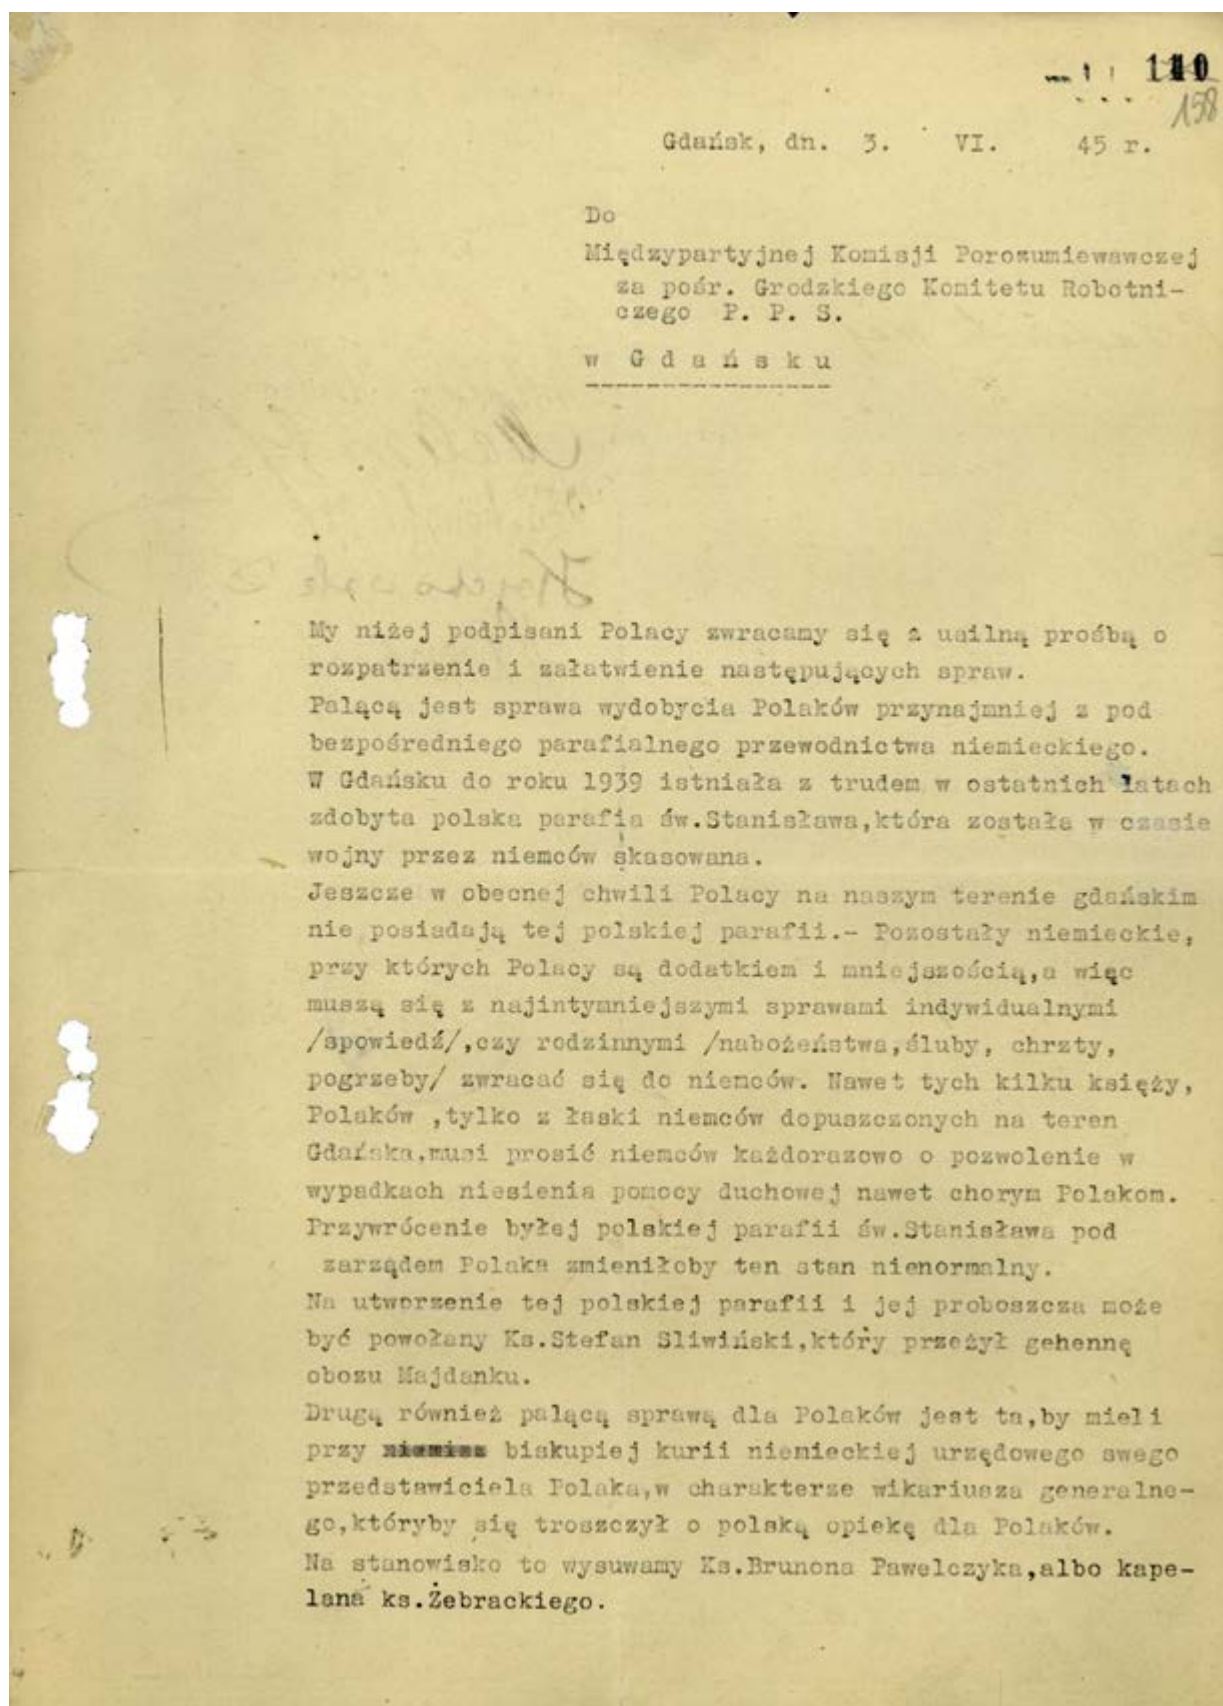 110
158
Gdańsk, dn. 3. VI. 45 r.
Do
Międzypartyjnej Komisji Porozumiewawczej
za pośr. Grodzkiego Komitetu Robotni-
czego P. P. S.
w G d a ń s k u
My niżej podpisani Polacy zwracamy się z usilną prośbą o
rozpatrzenie i załatwienie następujących spraw.
Palącą jest sprawa wydobycia Polaków przynajmniej z pod
bezpośredniego parafialnego przewodnictwa niemieckiego.
W Gdańsku do roku 1939 istniała z trudem w ostatnich latach
zdobyta polska parafia św.Stanisława,która została w czasie
wojny przez niemców skasowana.
Jeszcze w obecnej chwili Polacy na naszym terenie gdańskim
nie posiadają tej polskiej parafii.- Pozostały niemieckie,
przy których Polacy są dodatkiem i mniejszością,a więc
muszą się z najintymniejszymi sprawami indywidualnymi
/spowiedź/,czy rodzinnymi /nabożeństwa,śluby, chrzty,
pogrzeby/ zwracać się do niemców. Nawet tych kilku księży,
Polaków ,tylko z łaski niemców dopuszczonych na teren
Gdańska,musi prosić niemców każdorazowo o pozwolenie w
wypadkach niesienia pomocy duchowej nawet chorym Polakom.
Przywrócenie byłej polskiej parafii św.Stanisława pod
zarządem Polaka zmieniłoby ten stan nienormalny.
Na utworzenie tej polskiej parafii i jej proboszcza może
być powołany Ks.Stefan Sliwiński,który przeżył gehennę
obozu Majdanku.
Drugą również palącą sprawą dla Polaków jest ta,by mieli
przy biskupiej kurii niemieckiej urzędowego swego
przedstawiciela Polaka,w charakterze wikariusza generalne-
go,któryby się troszczył o polską opiekę dla Polaków.
Na stanowisko to wysuwamy Ks.Brunona Pawelczyka,albo kape-
lana ks.Żebrackiego.